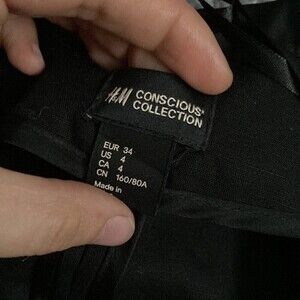 H&M CONSCIOUS
COLLECTION
EUR 34
US 4
CA 4
CN 160/80A
Made in